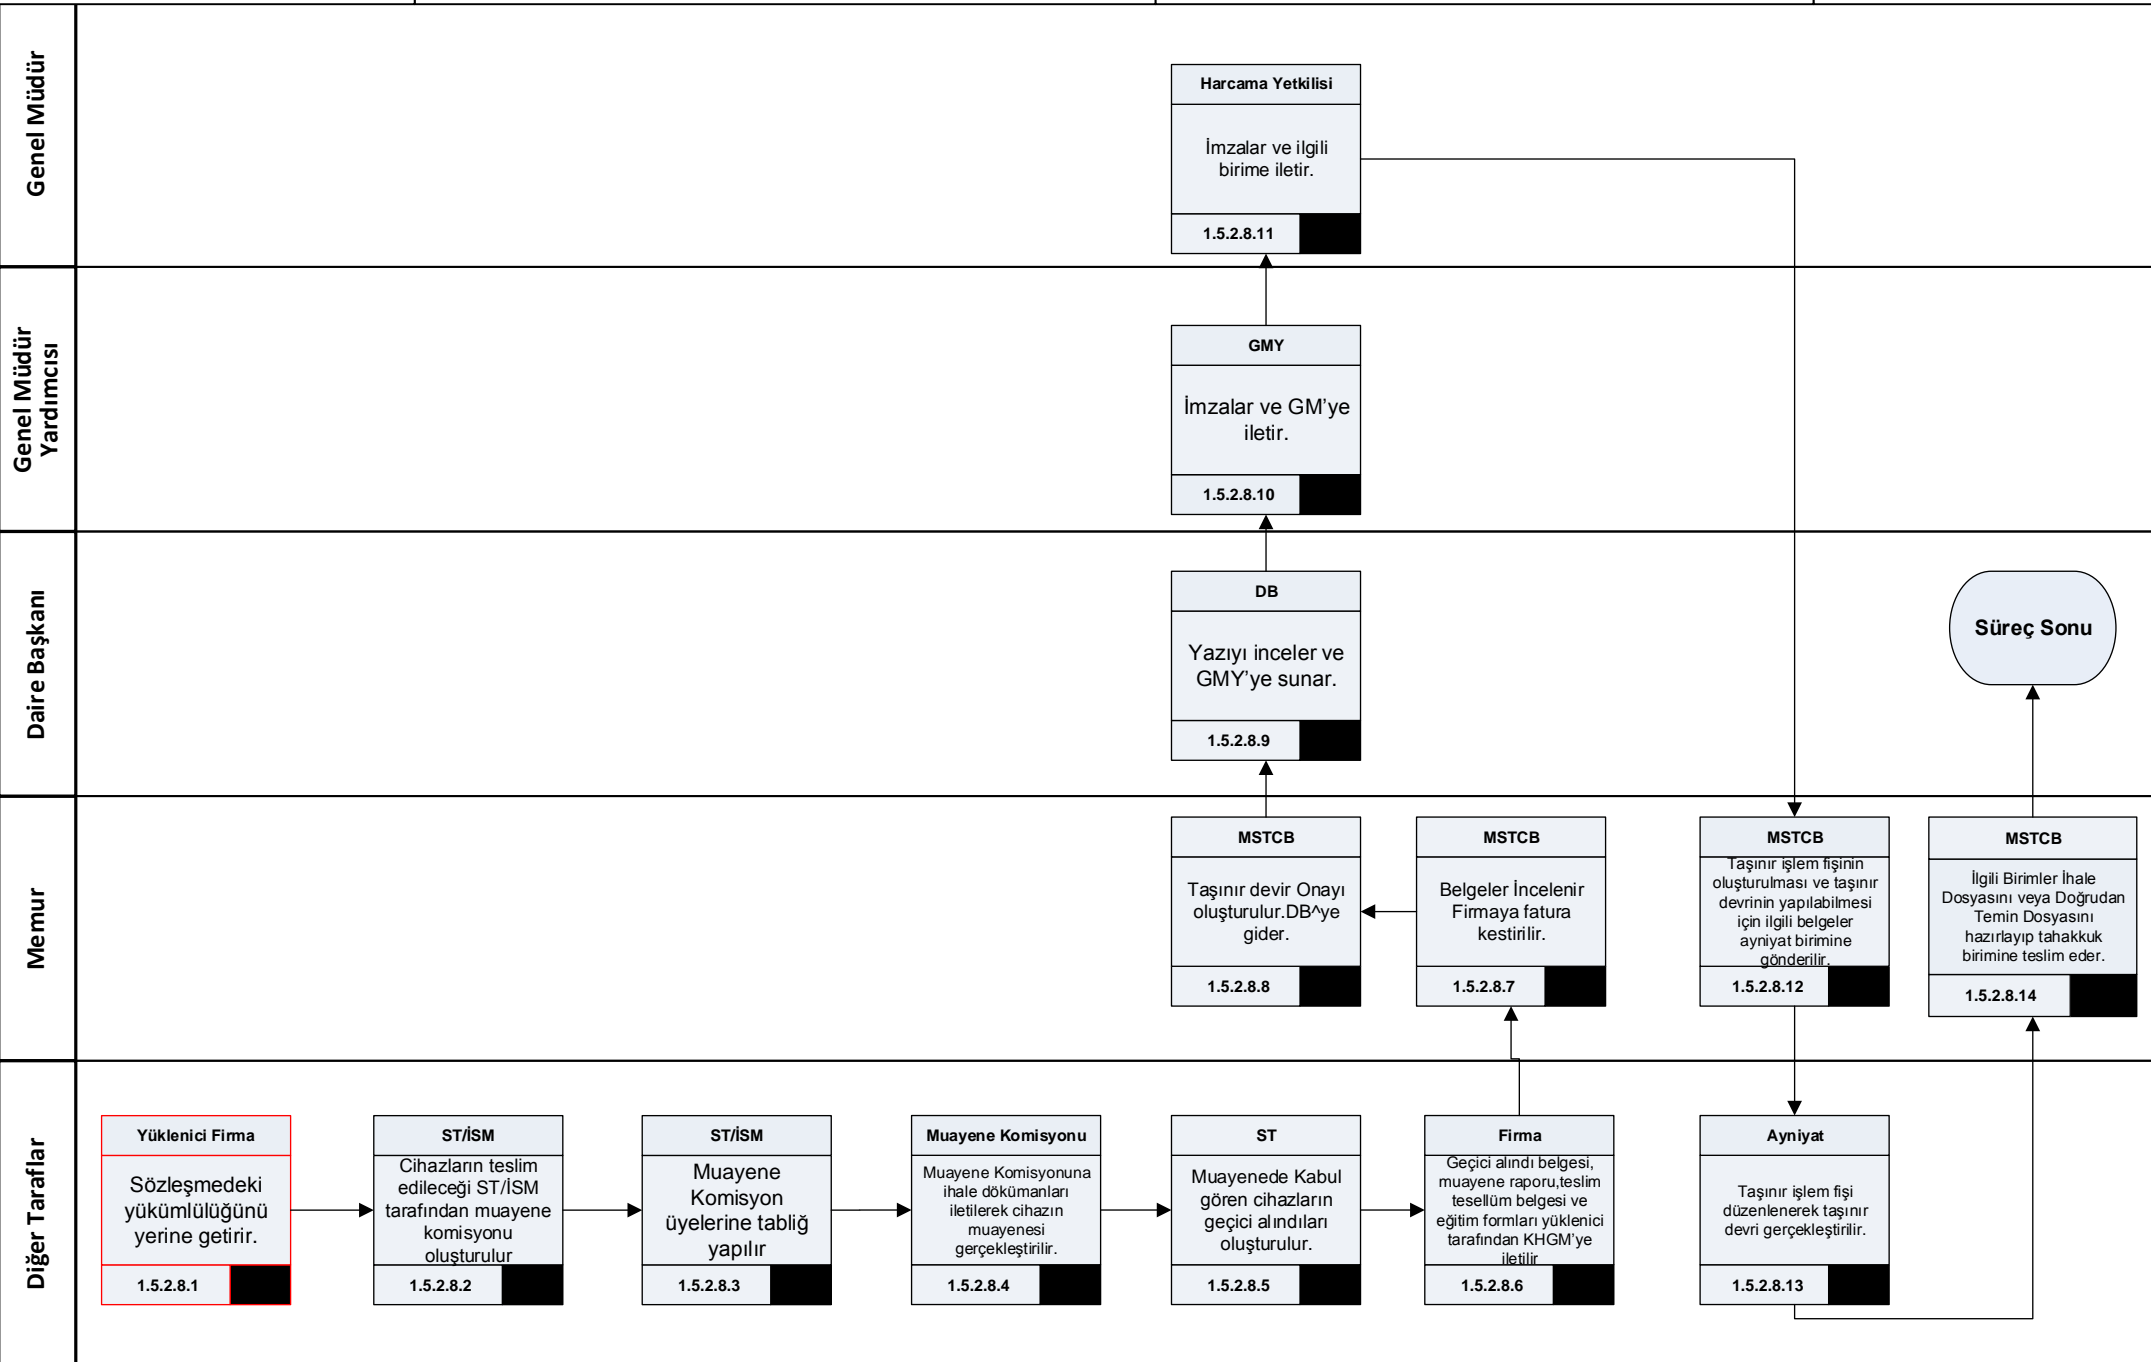 Genel Müdür
Harcama Yetkilisi
İmzalar ve ilgili
birime iletir.
1.5.2.8.11
Genel Müdür
Yardımcısı
GMY
İmzalar ve GM’ye
iletir.
1.5.2.8.10
Daire Başkanı
DB
Yazıyı inceler ve
GMY’ye sunar.
1.5.2.8.9
Süreç Sonu
Memur
MSTCB
Taşınır devir Onayı
oluşturulur.DB^ye
gider.
1.5.2.8.8
MSTCB
Belgeler İncelenir
Firmaya fatura
kestirilir.
1.5.2.8.7
MSTCB
Taşınır işlem fişinin
oluşturulması ve taşınır
devrinin yapılabilmesi
için ilgili belgeler
ayniyat birimine
gönderilir.
1.5.2.8.12
MSTCB
İlgili Birimler İhale
Dosyasını veya Doğrudan
Temin Dosyasını
hazırlayıp tahakkuk
birimine teslim eder.
1.5.2.8.14
Diğer Taraflar
Yüklenici Firma
Sözleşmedeki
yükümlülüğünü
yerine getirir.
1.5.2.8.1
ST/İSM
Cihazların teslim
edileceği ST/İSM
tarafından muayene
komisyonu
oluşturulur
1.5.2.8.2
ST/İSM
Muayene
Komisyon
üyelerine tabliğ
yapılır
1.5.2.8.3
Muayene Komisyonu
Muayene Komisyonuna
ihale dökümanları
iletilerek cihazın
muayenesi
gerçekleştirilir.
1.5.2.8.4
ST
Muayenede Kabul
gören cihazların
geçici alındıları
oluşturulur.
1.5.2.8.5
Firma
Geçici alındı belgesi,
muayene raporu,teslim
tesellüm belgesi ve
eğitim formları yüklenici
tarafından KHGM’ye
iletilir
1.5.2.8.6
Ayniyat
Taşınır işlem fişi
düzenlenerek taşınır
devri gerçekleştirilir.
1.5.2.8.13